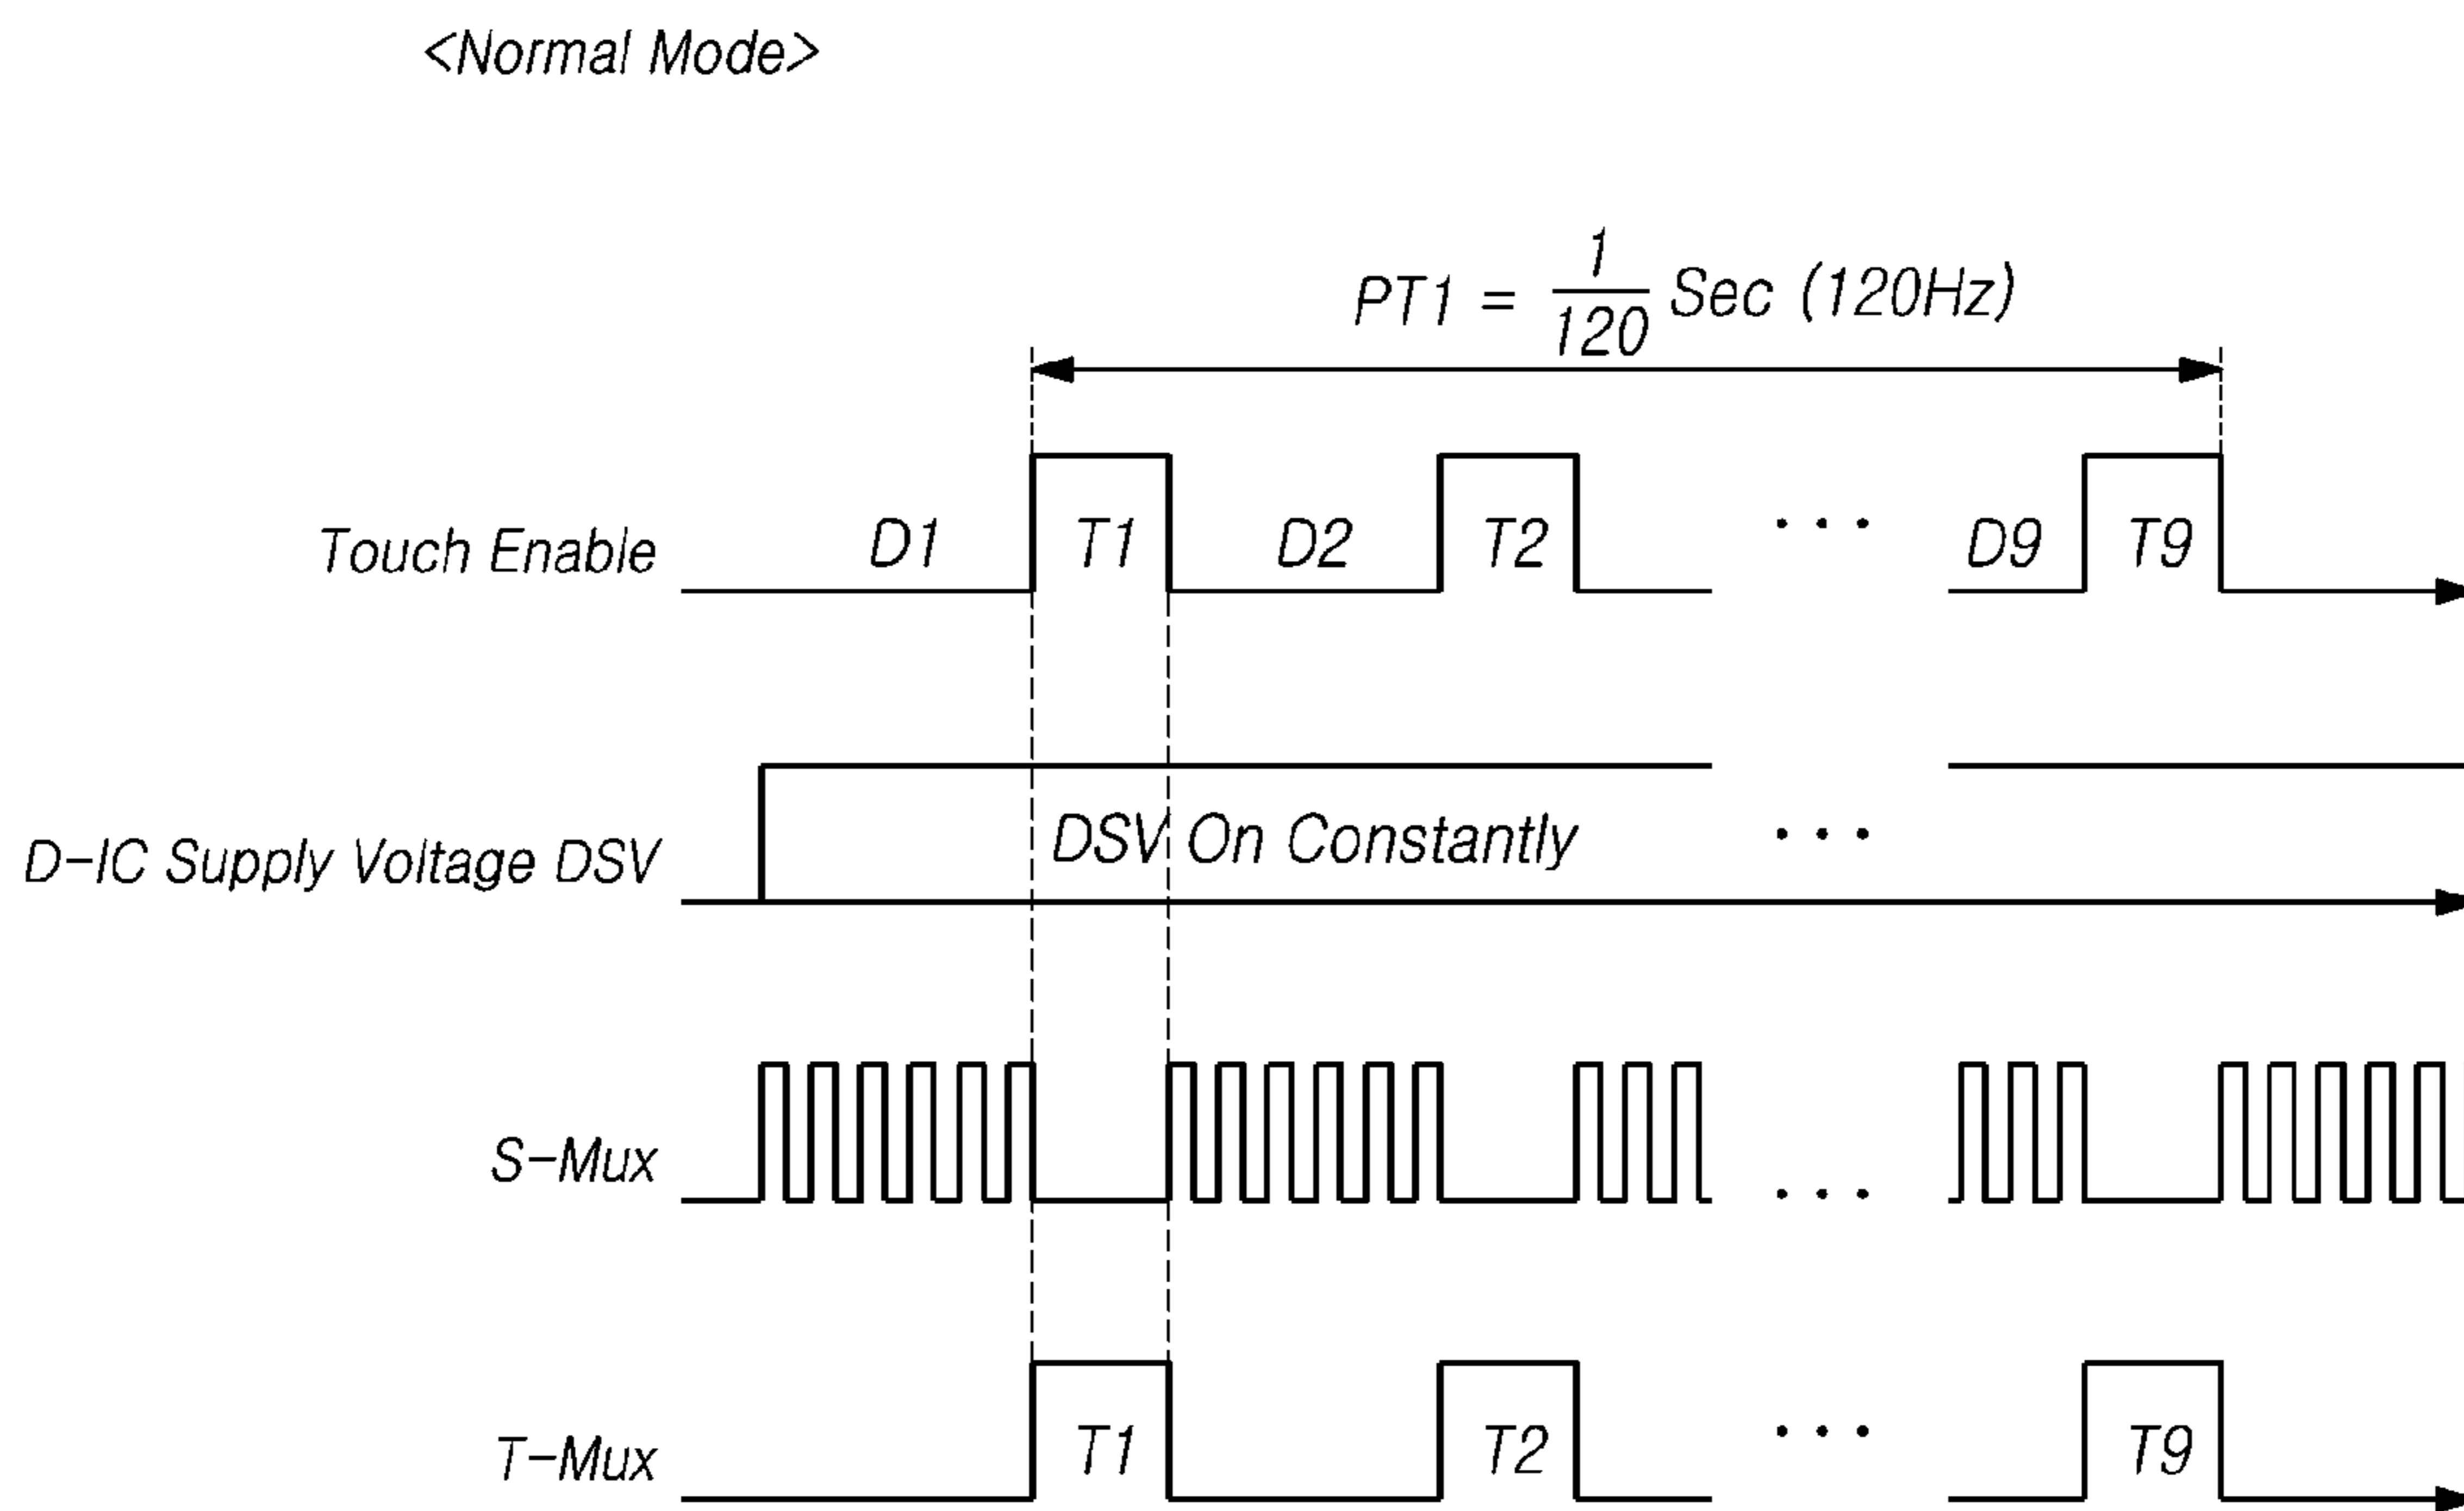 <Normal Mode>
PT1 = 1/120 Sec (120Hz)
Touch Enable D1 T1 D2 T2 ... D9 T9
D-IC Supply Voltage DSV DSV On Constantly ...
S-Mux ...
T-Mux T1 T2 ... T9